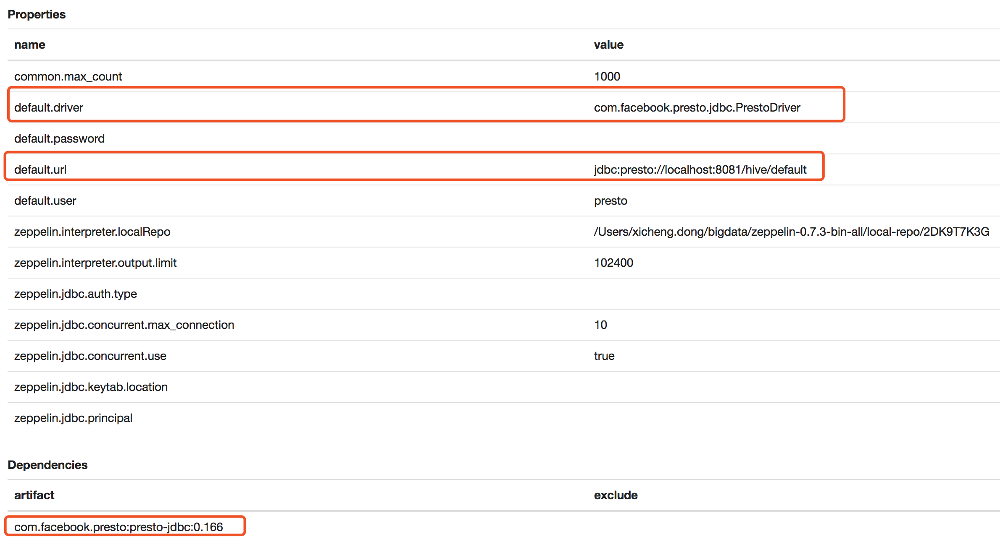 Properties
name value
common.max_count 1000
default.driver com.facebook.presto.jdbc.PrestoDriver
default.password
default.url jdbc:presto://localhost:8081/hive/default
default.user presto
zeppelin.interpreter.localRepo /Users/xicheng.dong/bigdata/zeppelin-0.7.3-bin-all/local-repo/2DK9T7K3G
zeppelin.interpreter.output.limit 102400
zeppelin.jdbc.auth.type
zeppelin.jdbc.concurrent.max_connection 10
zeppelin.jdbc.concurrent.use true
zeppelin.jdbc.keytab.location
zeppelin.jdbc.principal
Dependencies
artifact exclude
com.facebook.presto:presto-jdbc:0.166